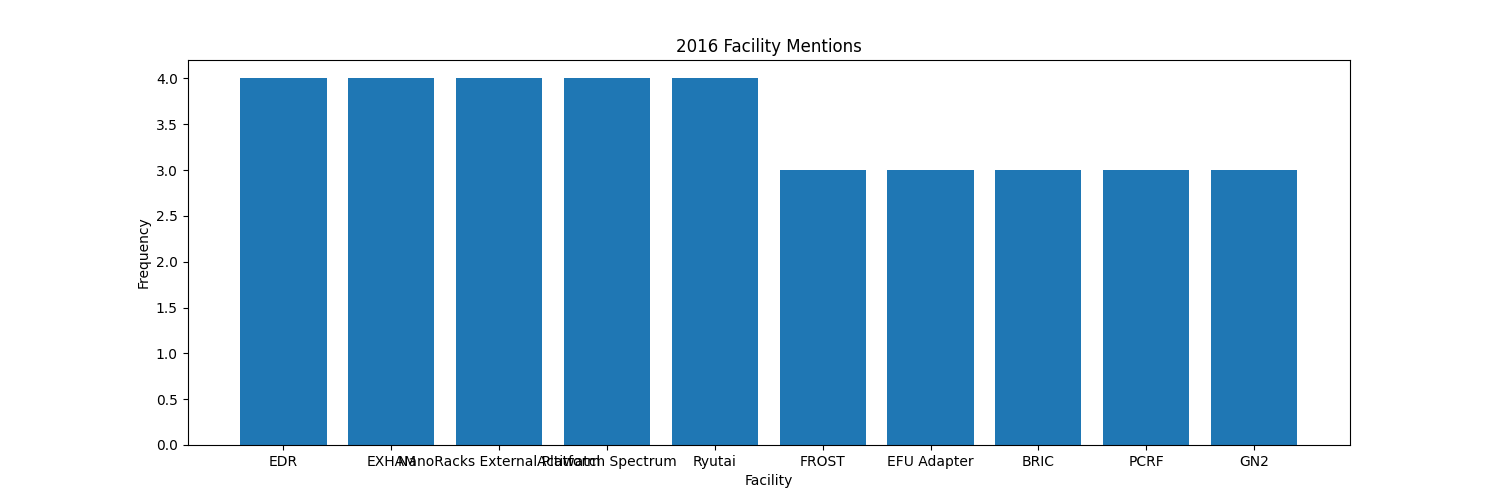 2016 Facility Mentions
4.0
3.5
3.0
2.5
2.0
1.5
1.0
0.5
0.0
Frequency
EDR EXHAM NanoRacks External Platform Actiwatch Spectrum Ryutai FROST EFU Adapter BRIC PCRF GN2
Facility